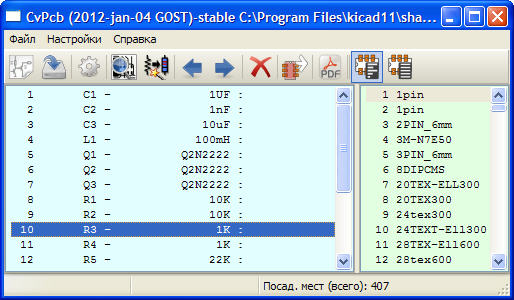 CvPcb (2012-jan-04 GOST)-stable C:\Program Files\kicad11\sha...
Файл Настройки Справка
PDF
1 C1 - 1UF :
2 C2 - 1nF :
3 C3 - 10uF :
4 L1 - 100mH :
5 Q1 - Q2N2222 :
6 Q2 - Q2N2222 :
7 Q3 - Q2N2222 :
8 R1 - 10K :
9 R2 - 10K :
10 R3 - 1K :
11 R4 - 1K :
12 R5 - 22K :
1 1pin
2 1pin
3 2PIN_6mm
4 3M-N7E50
5 3PIN_6mm
6 8DIPCMS
7 20TEX-ELL300
8 20TEX300
9 24tex300
10 24TEXT-Ell300
11 28TEX-Ell600
12 28tex600
Посад. мест (всего): 407